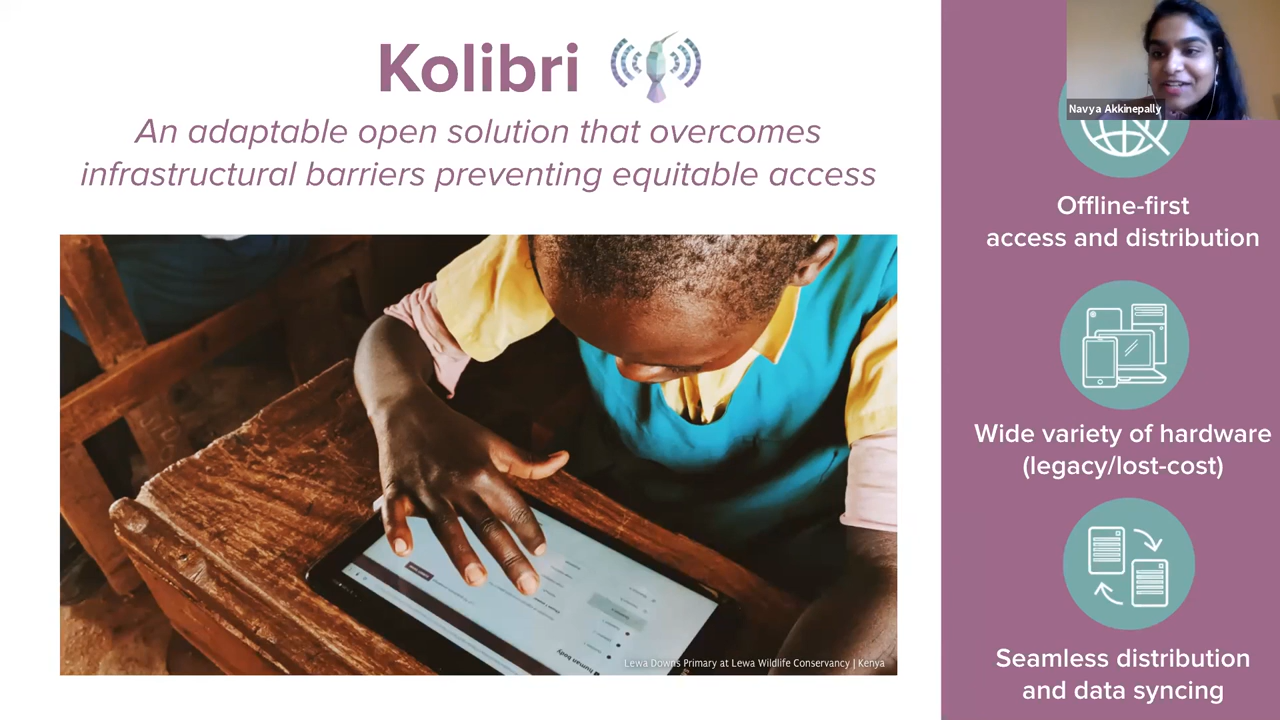 Kolibri
An adaptable open solution that overcomes
infrastructural barriers preventing equitable access
Navya Akkinepally
Offline-first
access and distribution
Wide variety of hardware
(legacy/lost-cost)
Seamless distribution
and data syncing
human body
Lewa Downs Primary at Lewa Wildlife Conservancy | Kenya